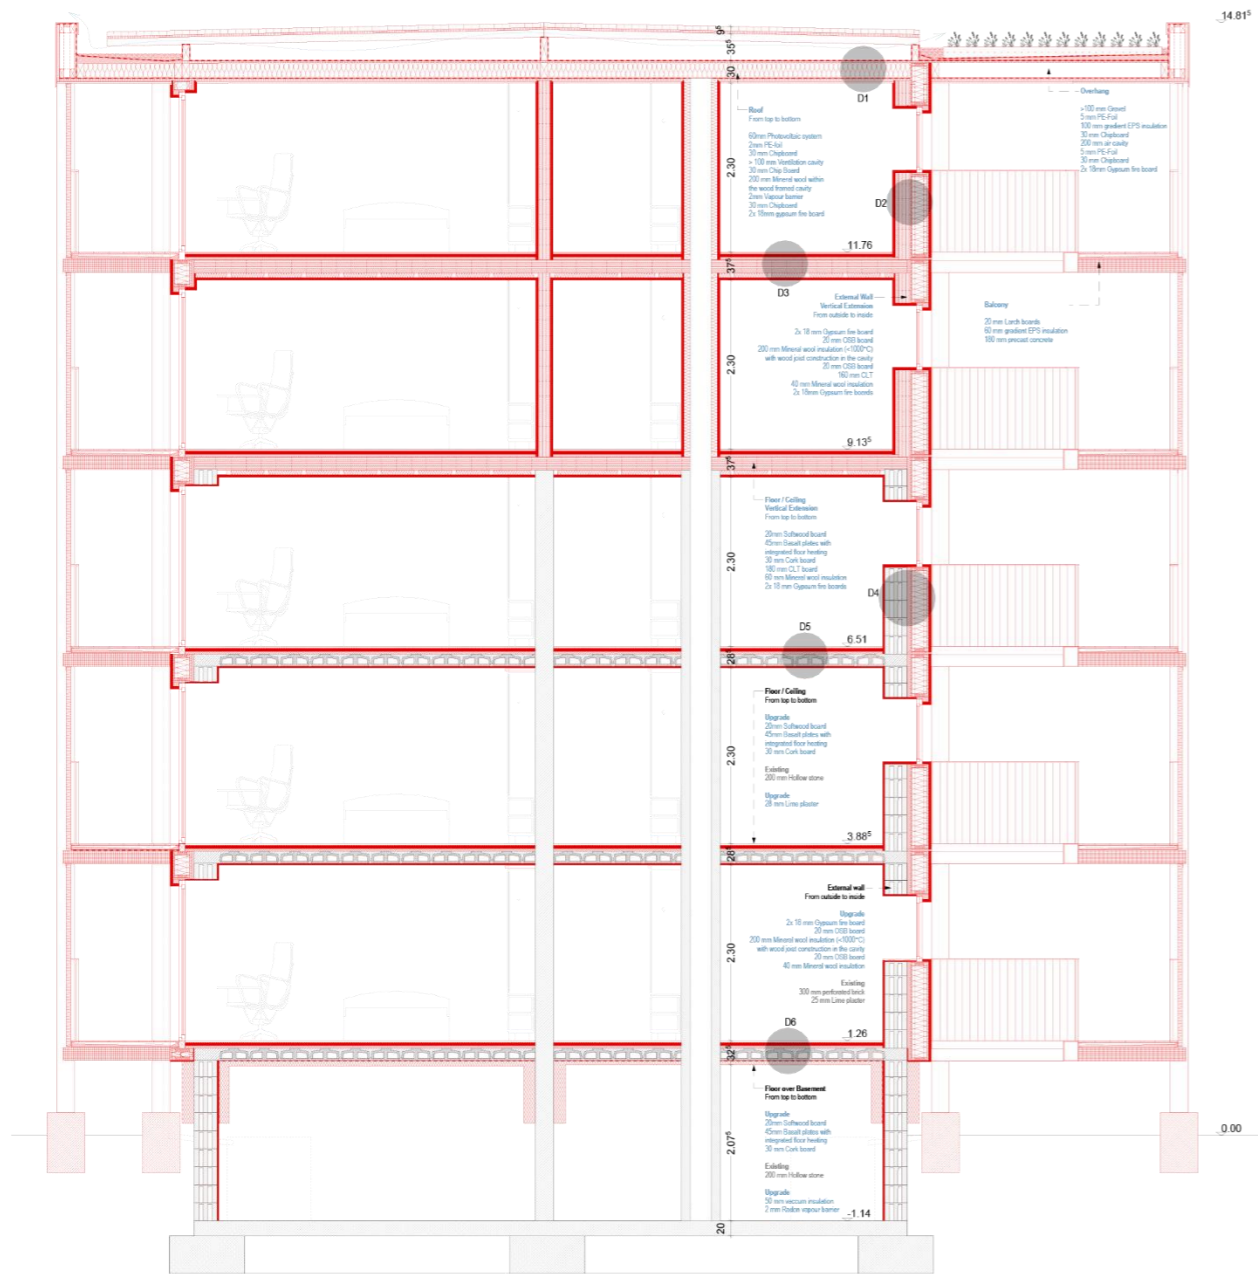 14.81⁵
9⁵
35⁵
30
D1
Overhang
>100 mm Gravel
5 mm PE-Foil
100 mm gradient EPS insulation
30 mm Chipboard
200 mm air cavity
5 mm PE-Foil
30 mm Chipboard
2x 18mm Gypsum fire board
Roof
From top to bottom
60mm Photovoltaic system
2mm PE-foil
30 mm Chipboard
> 100 mm Ventilation cavity
30 mm Chip Board
200 mm Mineral wool within
the wood framed cavity
2mm Vapour barrier
30 mm Chipboard
2x 18mm gypsum fire board
2.30
D2
11.76
37⁵
D3
External Wall
Vertical Extension
From outside to inside
2x 18 mm Gypsum fire board
20 mm OSB board
200 mm Mineral wool insulation (<1000°C)
with wood joist construction in the cavity
20 mm OSB board
160 mm CLT
40 mm Mineral wool insulation
2x 18mm Gypsum fire boards
Balcony
20 mm Larch boards
60 mm gradient EPS insulation
180 mm precast concrete
2.30
9.13⁵
37⁵
Floor / Ceiling
Vertical Extension
From top to bottom
20mm Softwood board
45mm Basalt plates with
integrated floor heating
30 mm Cork board
180 mm CLT board
60 mm Mineral wool insulation
2x 18 mm Gypsum fire boards
2.30
D4
D5
6.51
28⁵
Floor / Ceiling
From top to bottom
Upgrade
20mm Softwood board
45mm Basalt plates with
integrated floor heating
30 mm Cork board
Existing
200 mm Hollow stone
Upgrade
28 mm Lime plaster
2.30
3.88⁵
28⁵
External wall
From outside to inside
Upgrade
2x 18 mm Gypsum fire board
20 mm OSB board
200 mm Mineral wool insulation (<1000°C)
with wood joist construction in the cavity
20 mm OSB board
40 mm Mineral wool insulation
Existing
300 mm perforated brick
25 mm Lime plaster
2.30
D6
1.26
32⁵
Floor over Basement
From top to bottom
Upgrade
20mm Softwood board
45mm Basalt plates with
integrated floor heating
30 mm Cork board
Existing
200 mm Hollow stone
Upgrade
50 mm vaccum insulation
2 mm Radon vapour barrier
2.07⁵
0.00
-1.14
20